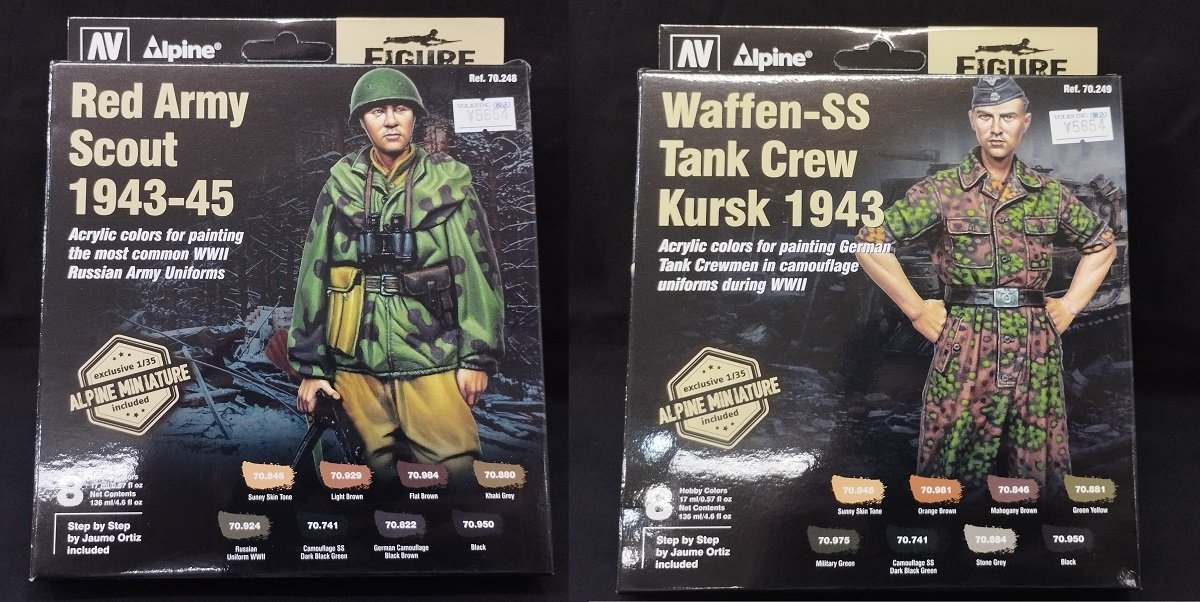 AV Alpine®
FIGURE
Red Army
Scout
1943-45
Ref. 70.248
VOLKS INC. (税込)
¥5654
Acrylic colors for painting
the most common WWII
Russian Army Uniforms
exclusive 1/35
ALPINE MINIATURE
included
8
17 ml/0.57 fl oz
Net Contents
136 ml/4.6 fl oz
Step by Step
by Jaume Ortiz
included
70.845 70.929 70.984 70.880
Sunny Skin Tone Light Brown Flat Brown Khaki Grey
70.924 70.741 70.822 70.950
Russian
Uniform WWII
Camouflage SS
Dark Black Green
German Camouflage
Black Brown
Black
AV Alpine®
FIGURE
Waffen-SS
Tank Crew
Kursk 1943
Ref. 70.249
VOLKS INC. (税込)
¥5654
Acrylic colors for painting German
Tank Crewmen in camouflage
uniforms during WWII
exclusive 1/35
ALPINE MINIATURE
included
8
Hobby Colors
17 ml/0.57 fl oz
Net Contents
136 ml/4.6 fl oz
Step by Step
by Jaume Ortiz
included
70.845 70.981 70.846 70.881
Sunny Skin Tone Orange Brown Mahogany Brown Green Yellow
70.975 70.741 70.884 70.950
Military Green
Camouflage SS
Dark Black Green
Stone Grey
Black